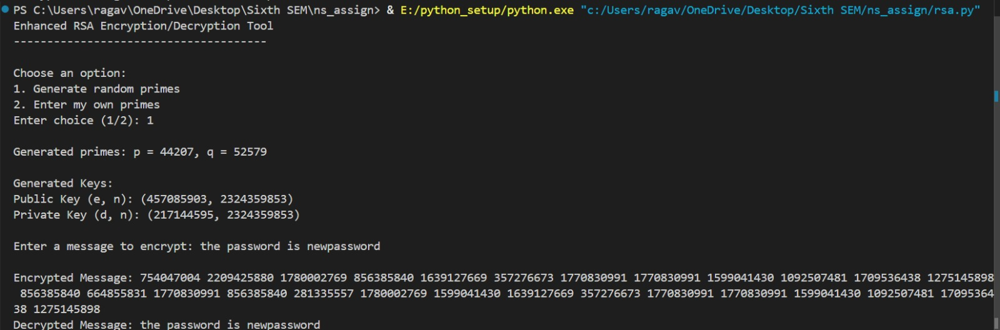 PS C:\Users\ragav\OneDrive\Desktop\Sixth SEM\ns_assign> & E:/python_setup/python.exe "c:/Users/ragav/OneDrive/Desktop/Sixth SEM/ns_assign/rsa.py"
Enhanced RSA Encryption/Decryption Tool
--------------------------------------
Choose an option:
1. Generate random primes
2. Enter my own primes
Enter choice (1/2): 1
Generated primes: p = 44207, q = 52579
Generated Keys:
Public Key (e, n): (457085903, 2324359853)
Private Key (d, n): (217144595, 2324359853)
Enter a message to encrypt: the password is newpassword
Encrypted Message: 754047004 2209425880 1780002769 856385840 1639127669 357276673 1770830991 1770830991 1599041430 1092507481 1709536438 1275145898
856385840 664855831 1770830991 856385840 281335557 1780002769 1599041430 1639127669 357276673 1770830991 1770830991 1599041430 1092507481 17095364
38 1275145898
Decrypted Message: the password is newpassword